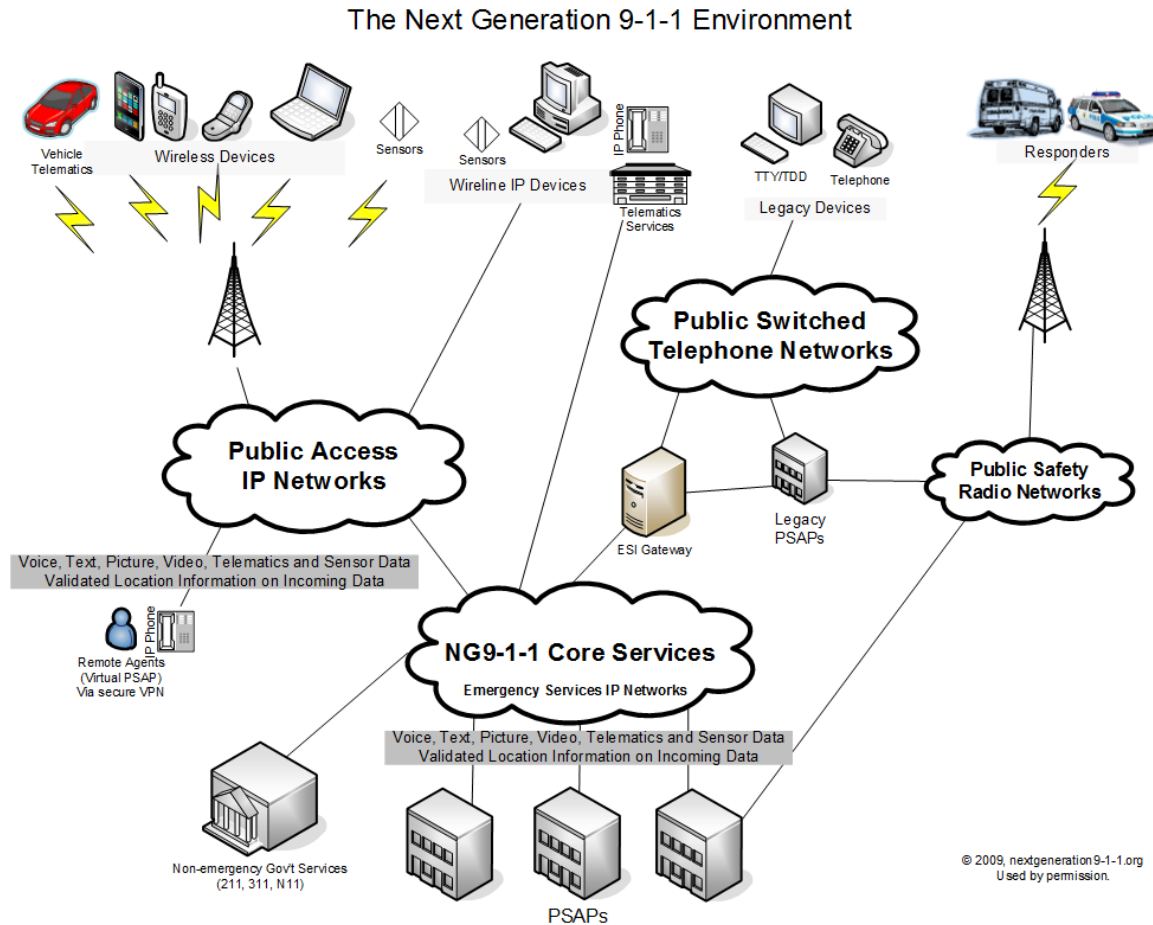 The Next Generation 9-1-1 Environment
Vehicle
Telematics
Wireless Devices
Sensors
Sensors
Wireline IP Devices
IP Phone
Telematics
Services
TTY/TDD
Telephone
Legacy Devices
POLIS
Responders
Public Switched
Telephone Networks
Public Access
IP Networks
ESI Gateway
Legacy
PSAPs
Public Safety
Radio Networks
Voice, Text, Picture, Video, Telematics and Sensor Data
Validated Location Information on Incoming Data
IP Phone
Remote Agents
(Virtual PSAP)
Via secure VPN
NG9-1-1 Core Services
Emergency Services IP Networks
Voice, Text, Picture, Video, Telematics and Sensor Data
Validated Location Information on Incoming Data
Non-emergency Gov't Services
(211, 311, N11)
PSAPs
© 2009, nextgeneration9-1-1.org
Used by permission.